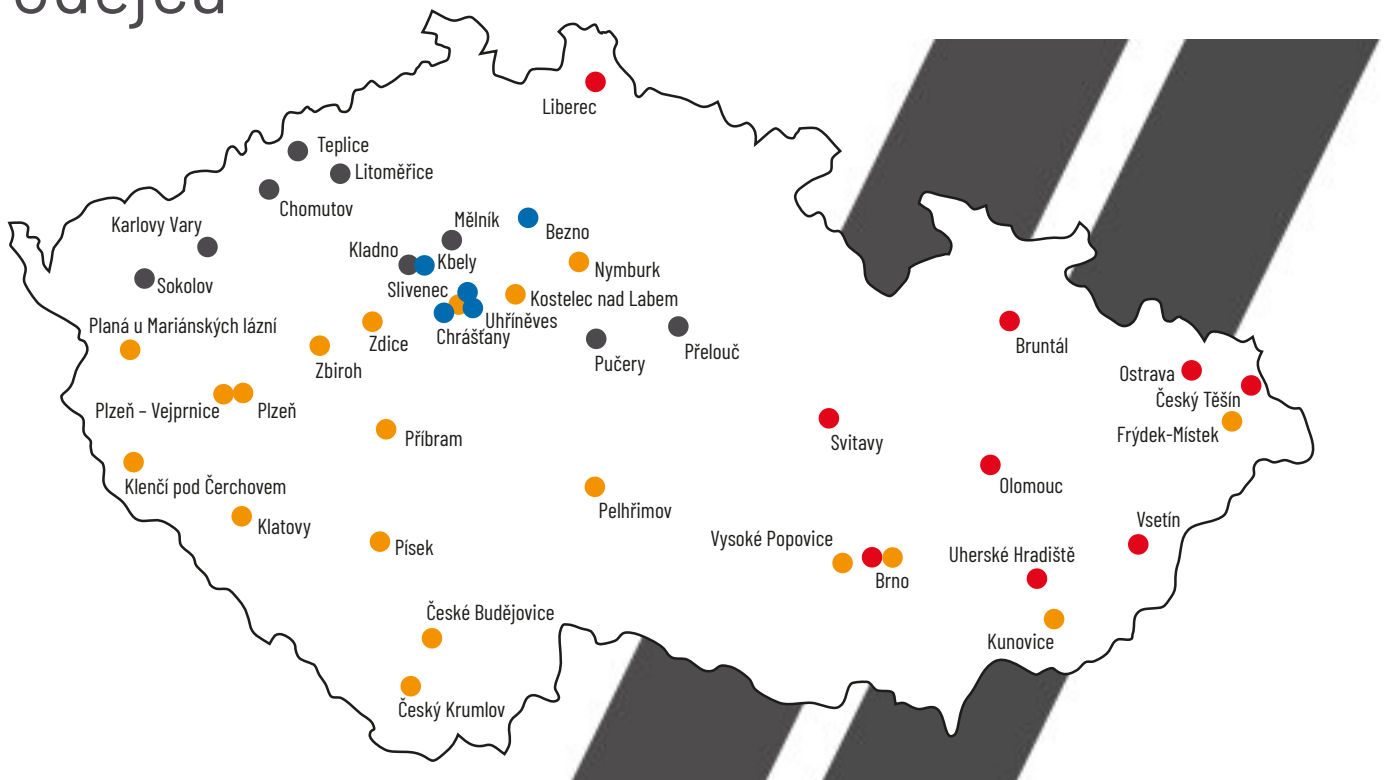 Liberec
Teplice
Litoměřice
Chomutov
Karlovy Vary
Mělník
Bezno
Kladno
Kbely
Nymburk
Sokolov
Slivenec
Kostelec nad Labem
Uhříněves
Planá u Mariánských lázní
Chrášťany
Zdice
Přelouč
Bruntál
Pučery
Zbiroh
Ostrava
Český Těšín
Plzeň – Vejprnice
Plzeň
Frýdek-Místek
Příbram
Svitavy
Klenčí pod Čerchovem
Olomouc
Pelhřimov
Vsetín
Klatovy
Vysoké Popovice
Písek
Uherské Hradiště
Brno
České Budějovice
Kunovice
Český Krumlov